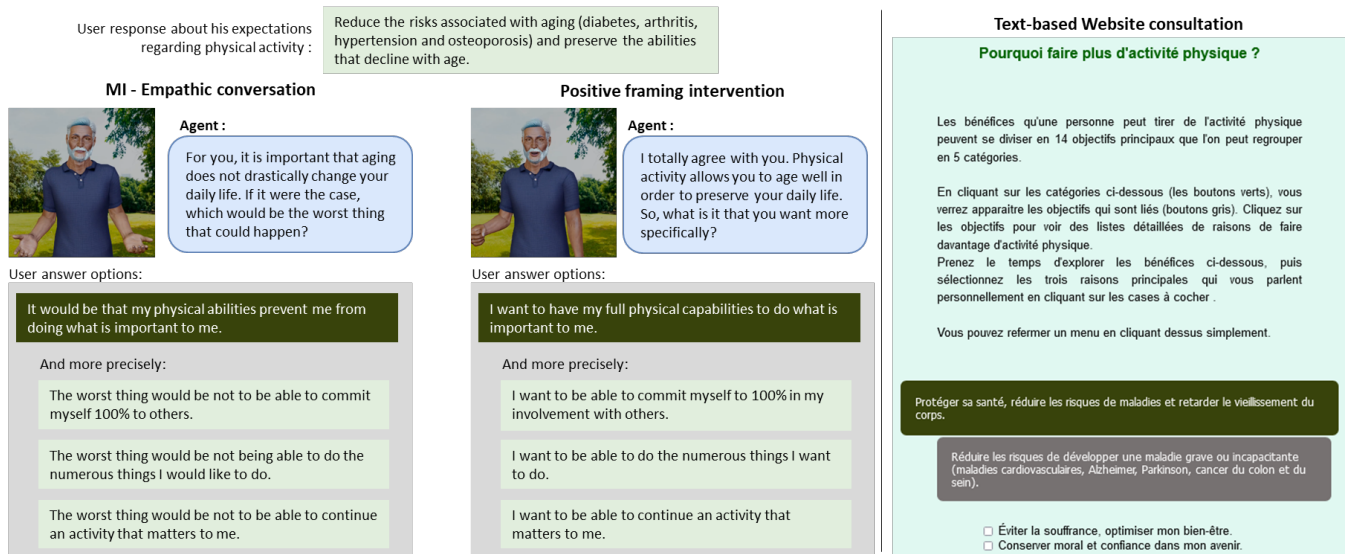 User response about his expectations
regarding physical activity :
Reduce the risks associated with aging (diabetes, arthritis,
hypertension and osteoporosis) and preserve the abilities
that decline with age.
MI - Empathic conversation
Agent :
For you, it is important that aging
does not drastically change your
daily life. If it were the case,
which would be the worst thing
that could happen?
User answer options:
It would be that my physical abilities prevent me from
doing what is important to me.
And more precisely:
The worst thing would be not to be able to commit
myself 100% to others.
The worst thing would be not being able to do the
numerous things I would like to do.
The worst thing would be not to be able to continue
an activity that matters to me.
Positive framing intervention
Agent :
I totally agree with you. Physical
activity allows you to age well in
order to preserve your daily life.
So, what is it that you want more
specifically?
User answer options:
I want to have my full physical capabilities to do what is
important to me.
And more precisely:
I want to be able to commit myself to 100% in my
involvement with others.
I want to be able to do the numerous things I want
to do.
I want to be able to continue an activity that
matters to me.
Text-based Website consultation
Pourquoi faire plus d'activité physique ?
Les bénéfices qu'une personne peut tirer de l'activité physique
peuvent se diviser en 14 objectifs principaux que l'on peut regrouper
en 5 catégories.
En cliquant sur les catégories ci-dessous (les boutons verts), vous
verrez apparaitre les objectifs qui sont liés (boutons gris). Cliquez sur
les objectifs pour voir des listes détaillées de raisons de faire
davantage d'activité physique.
Prenez le temps d'explorer les bénéfices ci-dessous, puis
sélectionnez les trois raisons principales qui vous parlent
personnellement en cliquant sur les cases à cocher .
Vous pouvez refermer un menu en cliquant dessus simplement.
Protéger sa santé, réduire les risques de maladies et retarder le vieillissement du
corps.
Réduire les risques de développer une maladie grave ou incapacitante
(maladies cardiovasculaires, Alzheimer, Parkinson, cancer du colon et du
sein).
Éviter la souffrance, optimiser mon bien-être.
Conserver moral et confiance dans mon avenir.